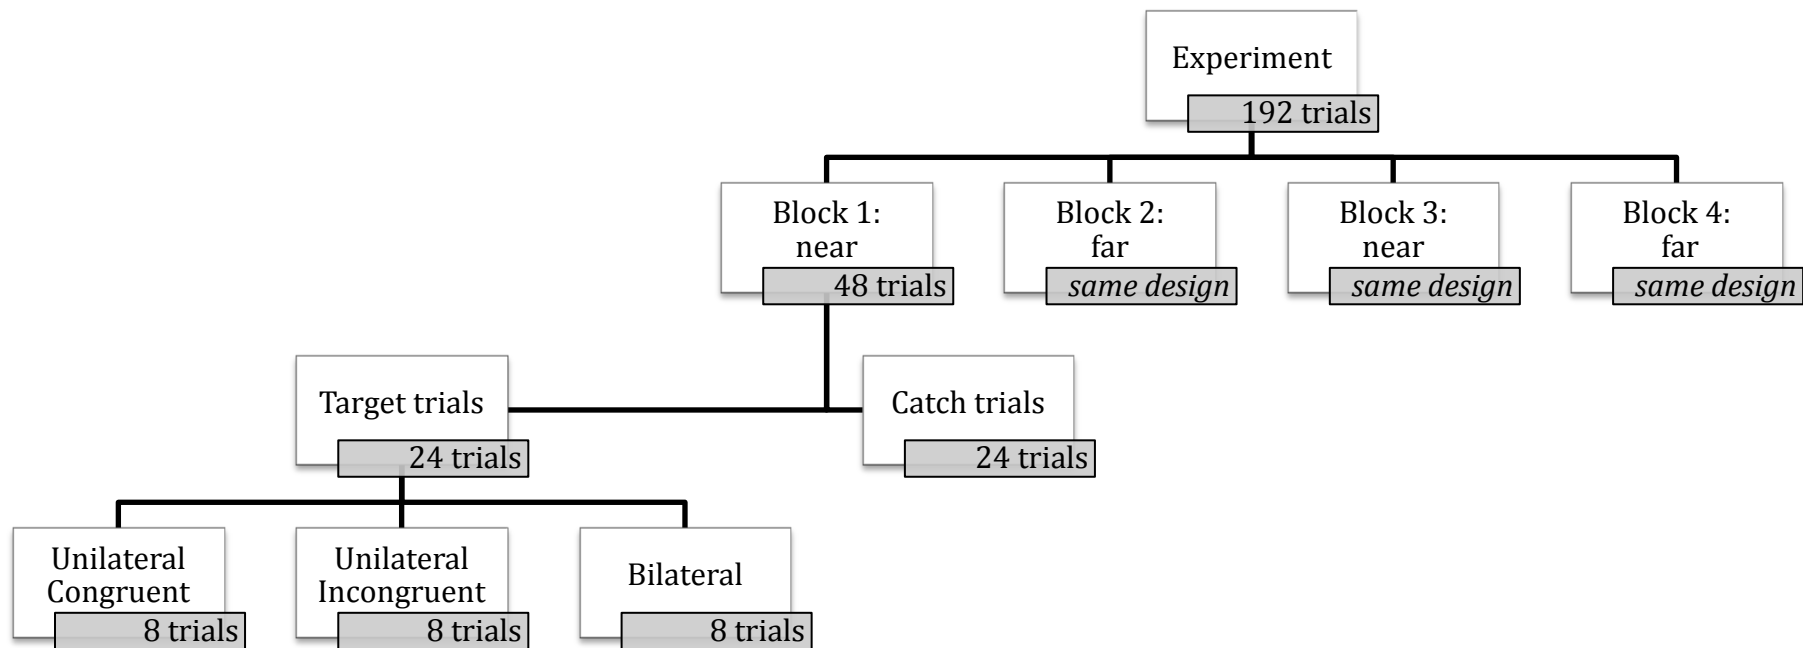 Experiment
192 trials
Block 1:
near
48 trials
Block 2:
far
same design
Block 3:
near
same design
Block 4:
far
same design
Target trials
24 trials
Catch trials
24 trials
Unilateral
Congruent
8 trials
Unilateral
Incongruent
8 trials
Bilateral
8 trials